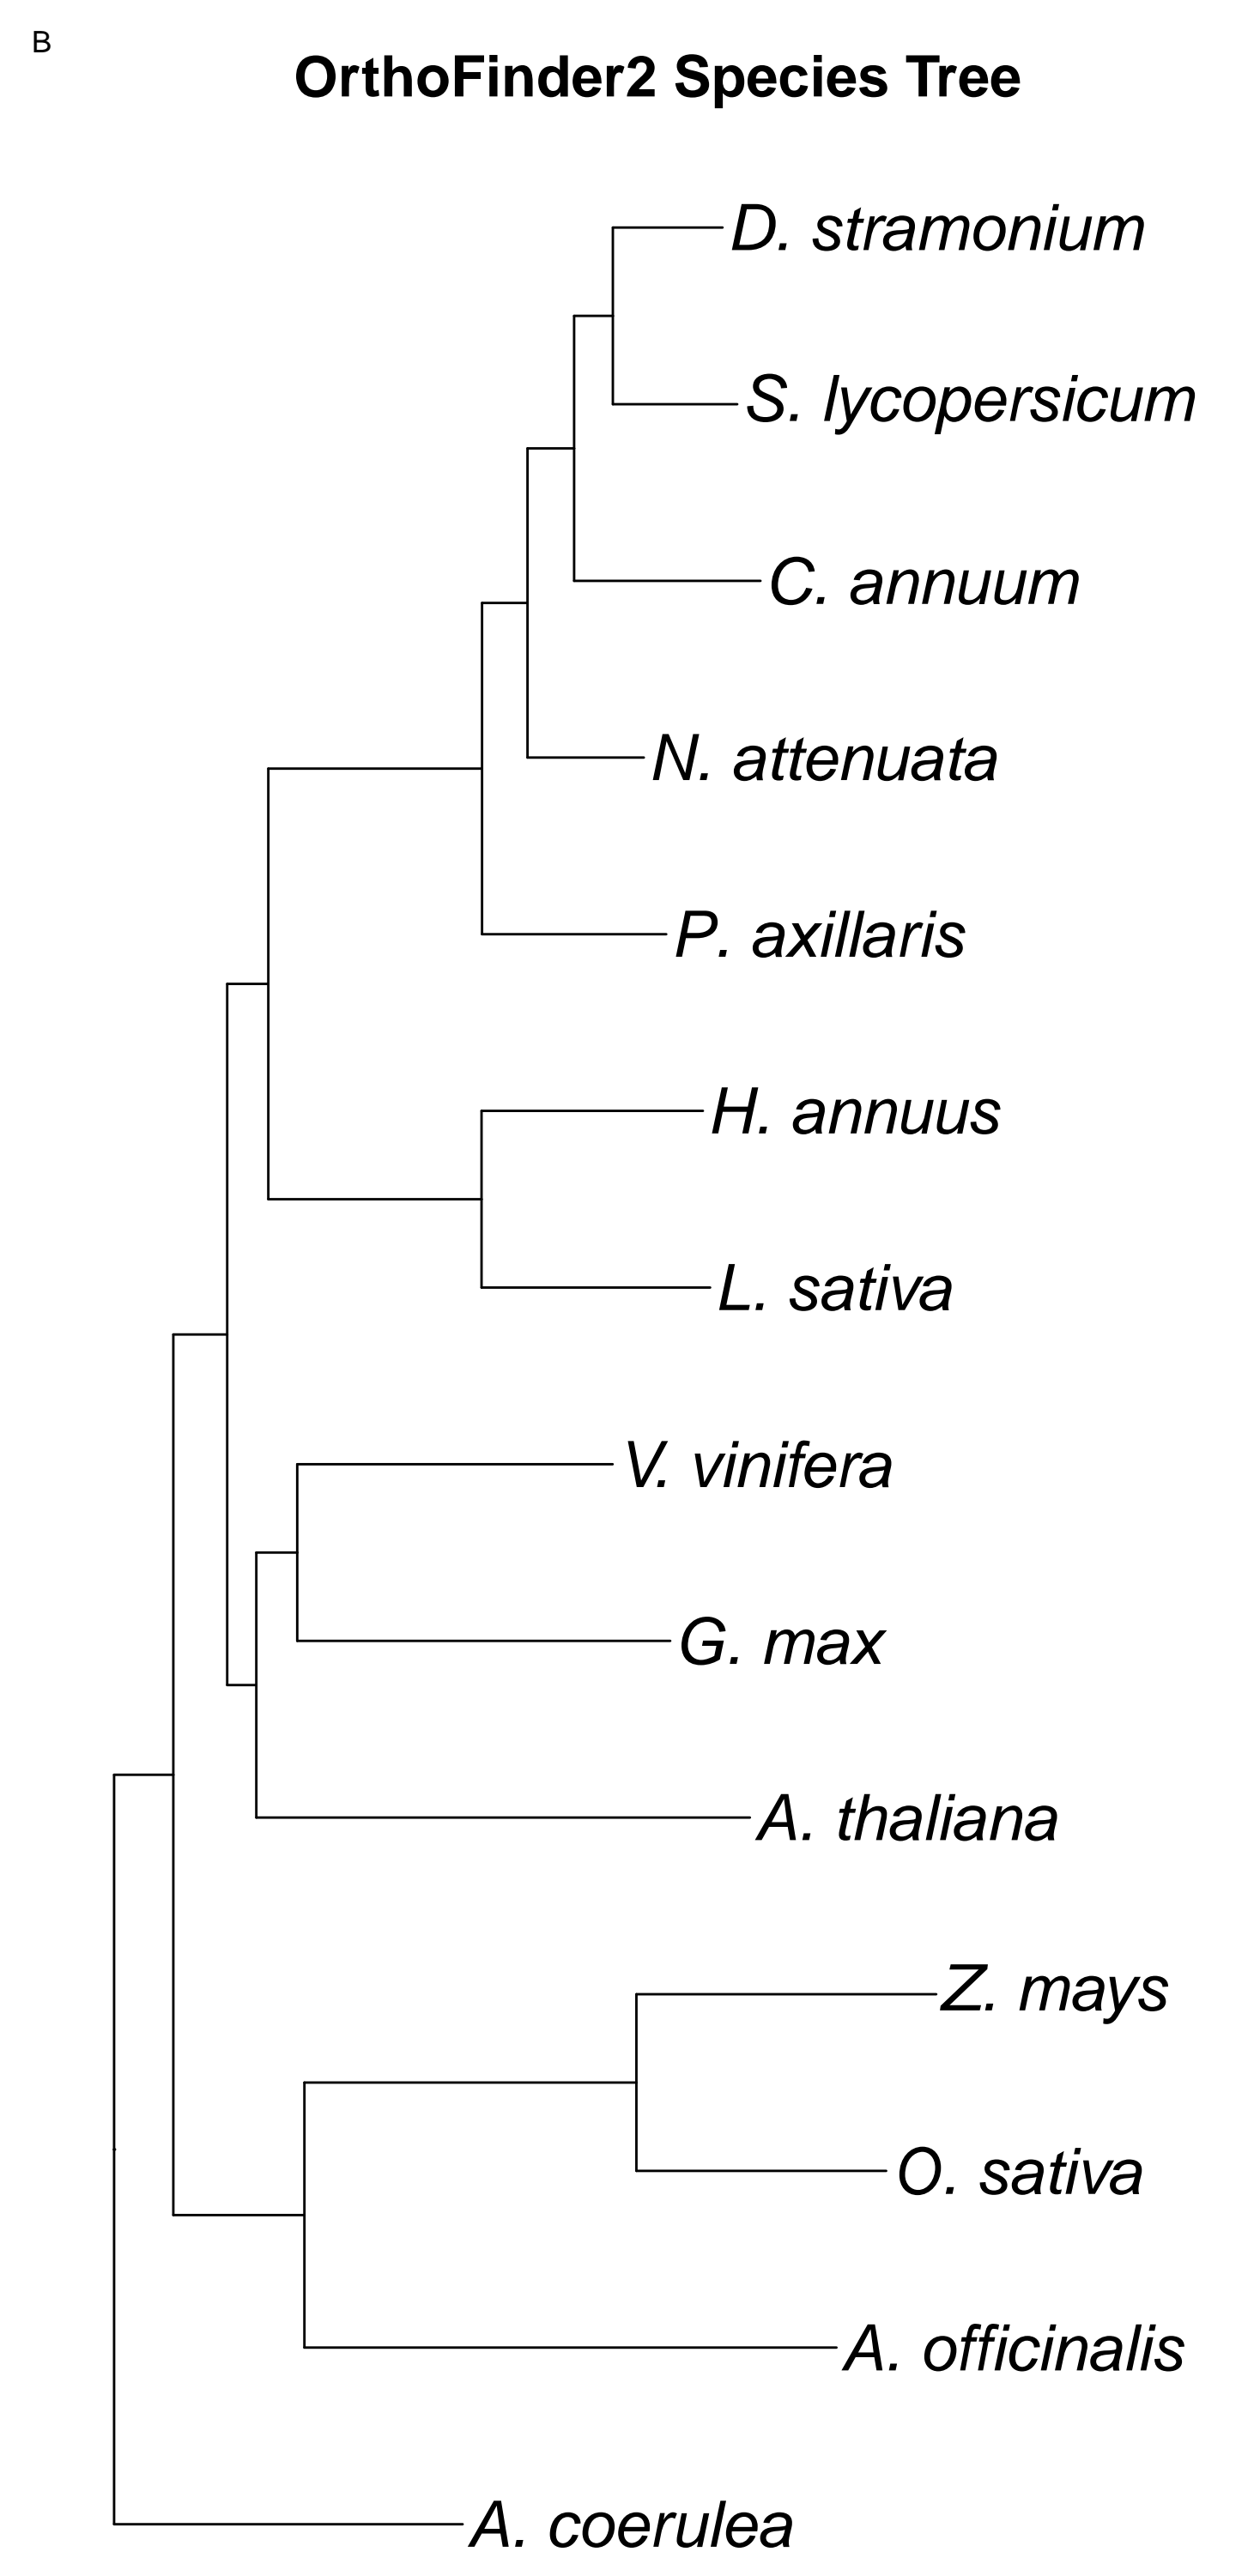 B
OrthoFinder2 Species Tree
D. stramonium
S. lycopersicum
C. annuum
N. attenuata
P. axillaris
H. annuus
L. sativa
V. vinifera
G. max
A. thaliana
Z. mays
O. sativa
A. officinalis
A. coerulea